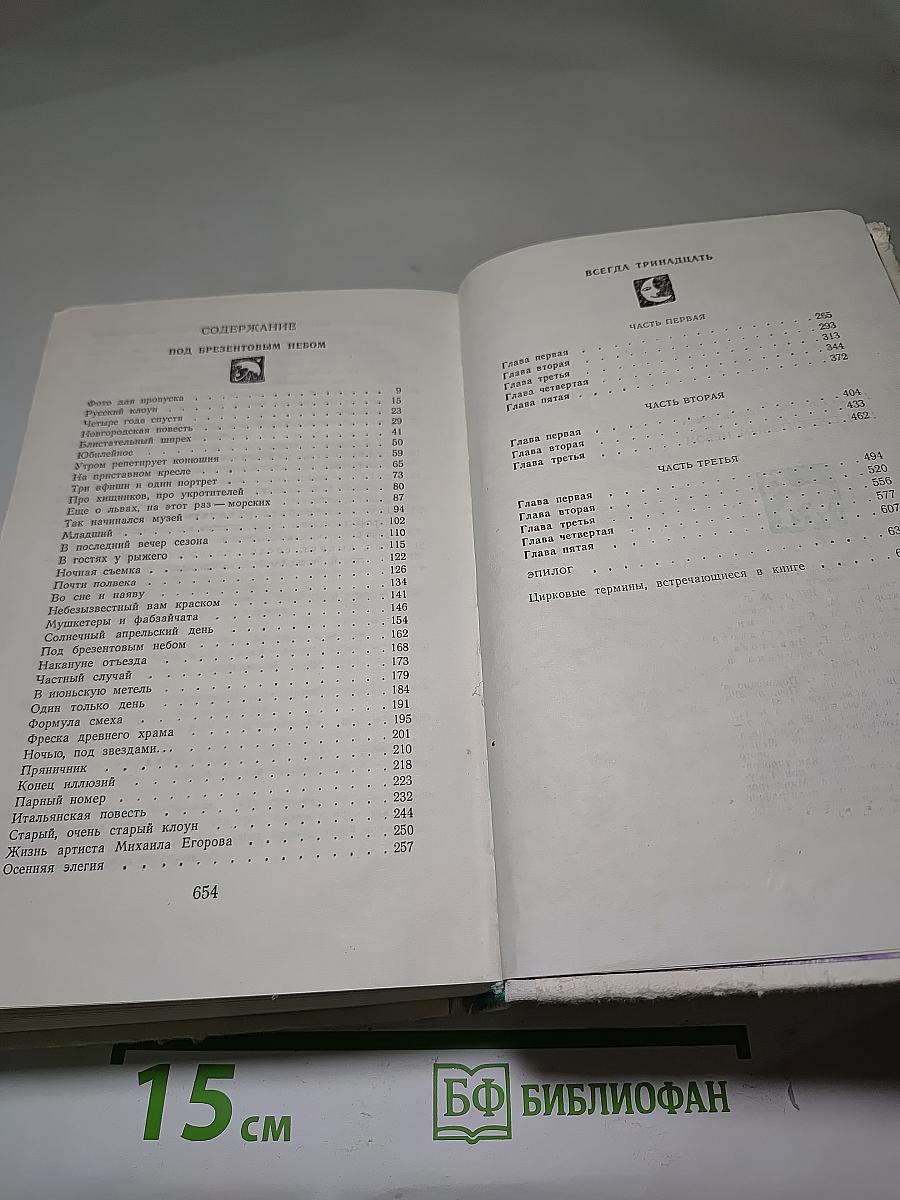 СОДЕРЖАНИЕ
ПОД БРЕЗЕНТОВЫМ НЕБОМ
Фото для пропуска . . . . . . . . 9
Русский клоун . . . . . . . . 15
Четыре года спустя . . . . . . . . 23
Новгородская повесть . . . . . . . . 29
Блистательный шпрех . . . . . . . . 41
Юбилейное . . . . . . . . 50
Утром репетирует конюшня . . . . . . . . 59
На приставном кресле . . . . . . . . 65
Три афиши и один портрет . . . . . . . . 73
Про хищников, про укротителей . . . . . . . . 80
Еще о львах, на этот раз — морских . . . . . . . . 87
Так начинался музей . . . . . . . . 94
Младший . . . . . . . . 102
В последний вечер сезона . . . . . . . . 110
В гостях у рыжего . . . . . . . . 115
Ночная съемка . . . . . . . . 122
Почти полвека . . . . . . . . 126
Во сне и наяву . . . . . . . . 134
Небезызвестный вам краском . . . . . . . . 141
Мушкетеры и фабзайчата . . . . . . . . 146
Солнечный апрельский день . . . . . . . . 154
Под брезентовым небом . . . . . . . . 162
Накануне отъезда . . . . . . . . 168
Частный случай . . . . . . . . 173
В июньскую метель . . . . . . . . 179
Один только день . . . . . . . . 184
Формула смеха . . . . . . . . 191
Фреска древнего храма . . . . . . . . 195
Ночью, под звездами... . . . . . . . . 201
Пряничник . . . . . . . . 210
Конец иллюзий . . . . . . . . 218
Парный номер . . . . . . . . 223
Итальянская повесть . . . . . . . . 232
Старый, очень старый клоун . . . . . . . . 244
Жизнь артиста Михаила Егорова . . . . . . . . 250
Осенняя элегия . . . . . . . . 257
654
ВСЕГДА ТРИНАДЦАТЬ
ЧАСТЬ ПЕРВАЯ
Глава первая . . . . . . . . 265
Глава вторая . . . . . . . . 293
Глава третья . . . . . . . . 313
Глава четвертая . . . . . . . . 344
Глава пятая . . . . . . . . 372
ЧАСТЬ ВТОРАЯ
Глава первая . . . . . . . . 404
Глава вторая . . . . . . . . 433
Глава третья . . . . . . . . 462
ЧАСТЬ ТРЕТЬЯ
Глава первая . . . . . . . . 494
Глава вторая . . . . . . . . 520
Глава третья . . . . . . . . 556
Глава четвертая . . . . . . . . 577
Глава пятая . . . . . . . . 607
ЭПИЛОГ . . . . . . . .
Цирковые термины, встречающиеся в книге . . . .
15 см
БФ БИБЛИОФАН